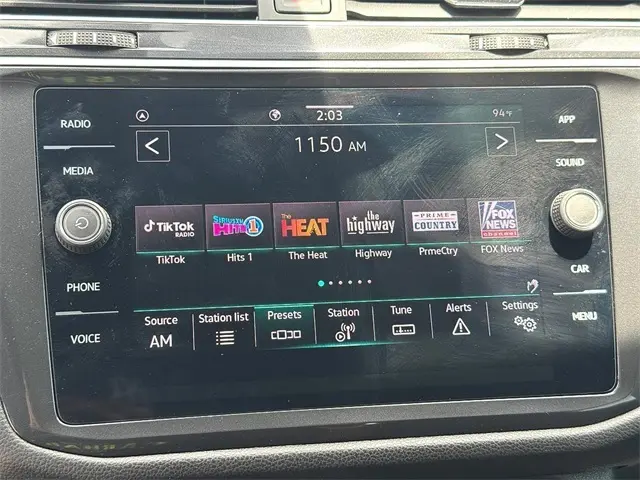 2:03
94°F
RADIO
APP
< 1150 AM >
MEDIA
SOUND
TikTok RADIO
SiriusXM HITS 1
The HEAT
the highway
PRIME COUNTRY
FOX NEWS channel
TikTok
Hits 1
The Heat
Highway
PrmeCtry
FOX News
CAR
PHONE
Source
Station list
Presets
Station
Tune
Alerts
Settings
AM
MENU
VOICE